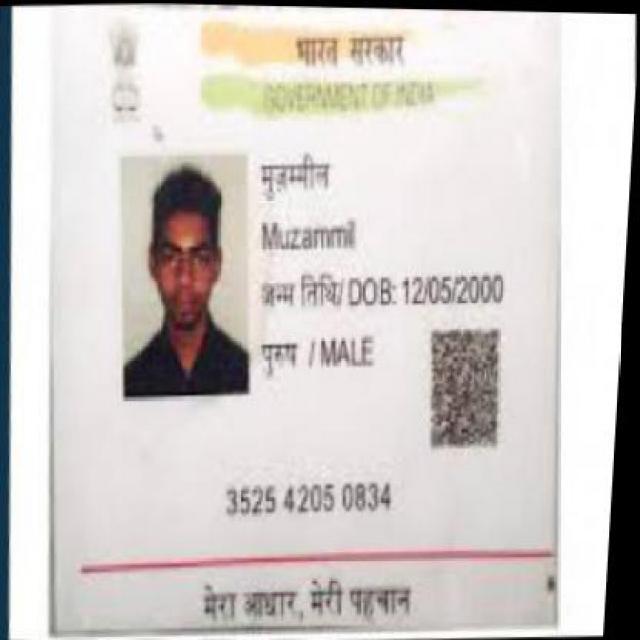 भारत सरकार
GOVERNMENT OF INDIA
मुज़म्मील
Muzammil
जन्म तिथि/ DOB: 12/05/2000
पुरुष / MALE
3525 4205 0834
मेरा आधार, मेरी पहचान